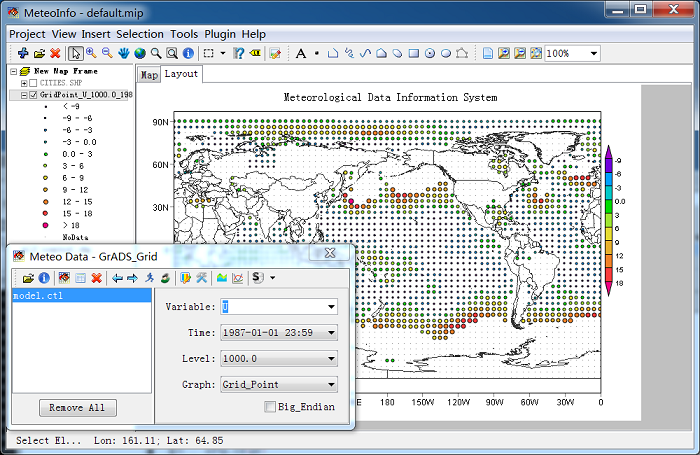 MeteoInfo - default.mip
Project View Insert Selection Tools Plugin Help
100%
New Map Frame
CITIES SHP
GridPoint_U_1000.0_198
< -9
-9 - -6
-6 - -3
-3 - 0.0
0.0 - 3
3 - 6
6 - 9
9 - 12
12 - 15
15 - 18
> 18
NoData
Map Layout
Meteorological Data Information System
90N
60N
30N
-9
-6
-3
0.0
3
6
9
12
15
18
180 150W 120W 90W 60W 30W 0
Meteo Data - GrADS_Grid
model.ctl
Remove All
Variable: U
Time: 1987-01-01 23:59
Level: 1000.0
Graph: Grid_Point
Big_Endian
Select El... Lon: 161.11; Lat: 64.85